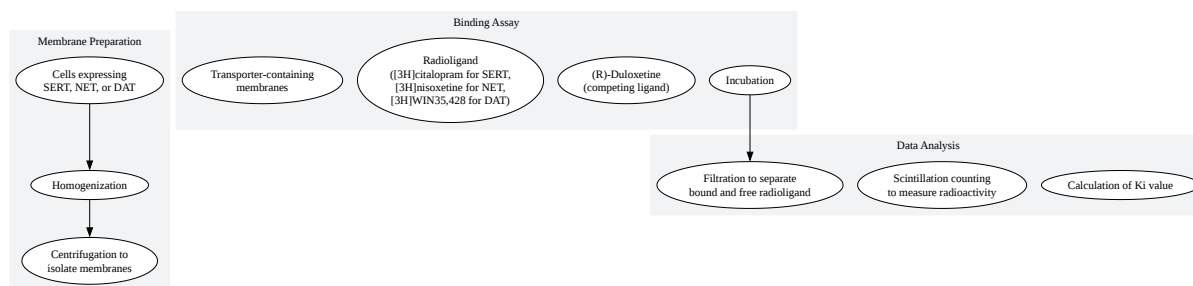 Membrane Preparation
Cells expressing
SERT, NET, or DAT
Homogenization
Centrifugation to
isolate membranes
Binding Assay
Transporter-containing
membranes
Radioligand
([3H]citalopram for SERT,
[3H]nisoxetine for NET,
[3H]WIN35,428 for DAT)
(R)-Duloxetine
(competing ligand)
Incubation
Data Analysis
Filtration to separate
bound and free radioligand
Scintillation counting
to measure radioactivity
Calculation of Ki value